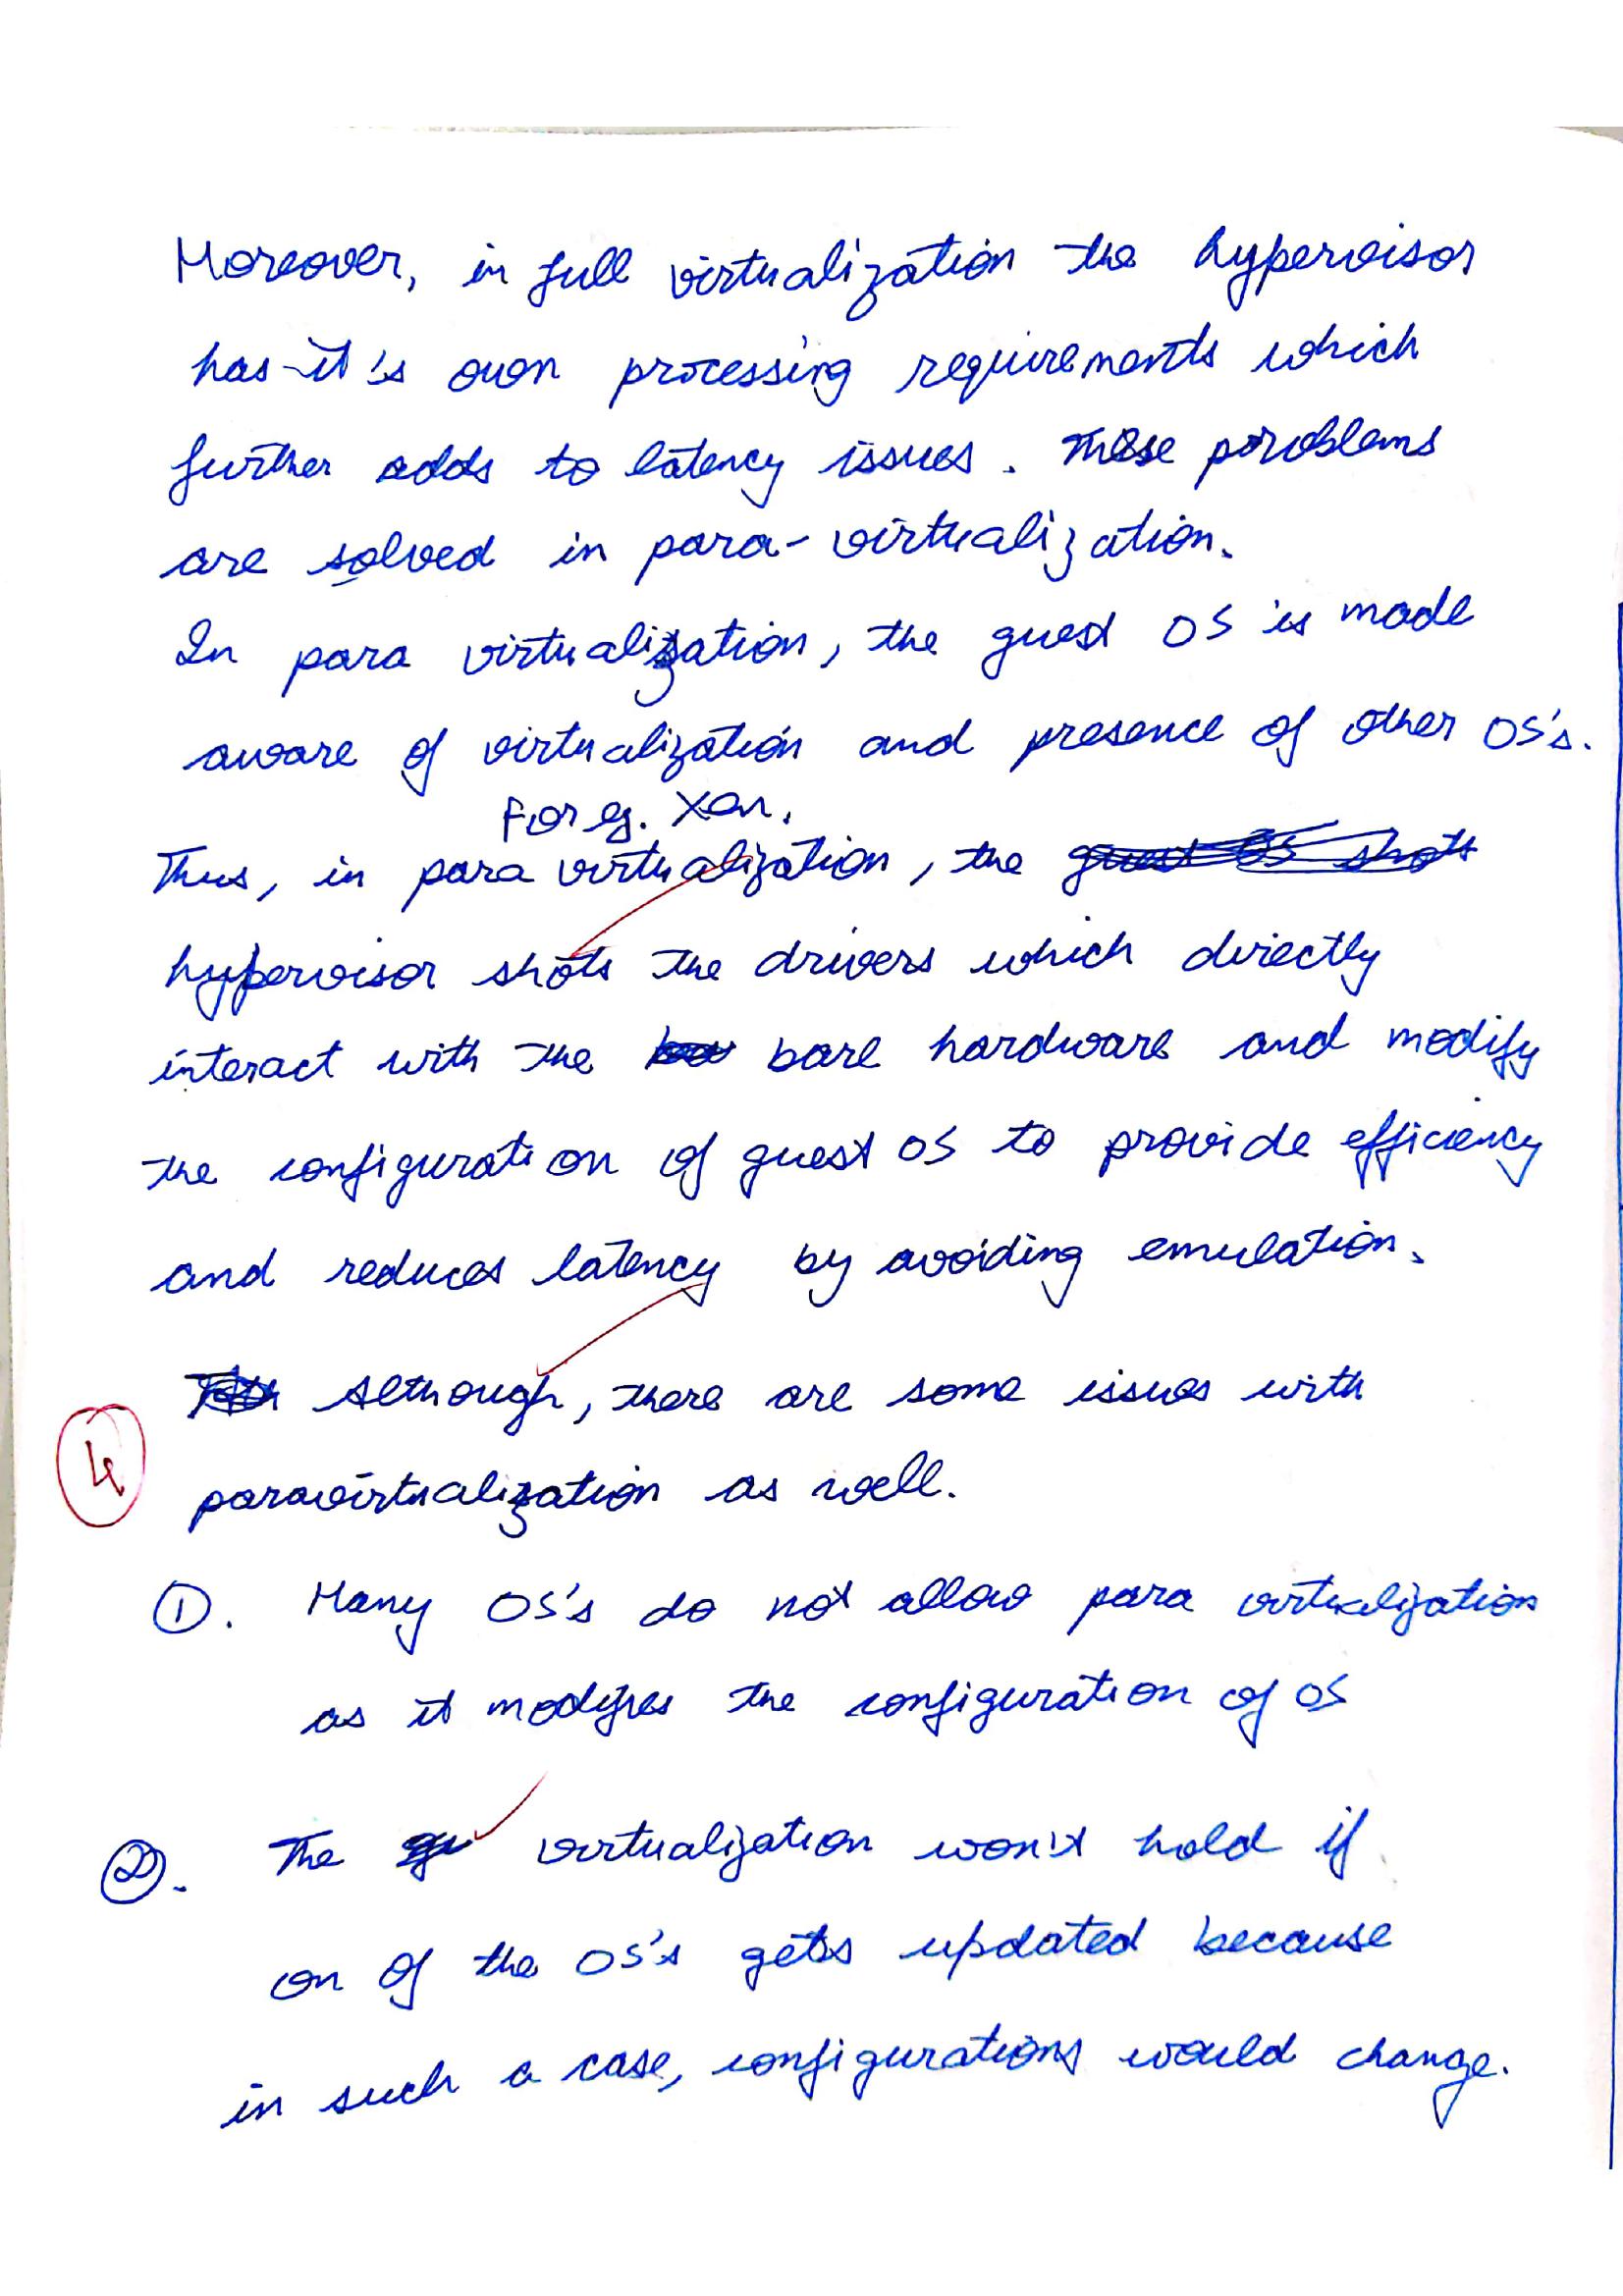 Moreover, in full virtualization the hypervisor
has it's own processing requirements which
further adds to latency issues. These problems
are solved in para-virtualization.
In para virtualization, the guest OS is made
aware of virtualization and presence of other OS's.
For eg. Xen.
Thus, in para virtualization, the guest OS shots
hypervisor shots the drivers which directly
interact with the bare hardware and modify
the configuration of guest OS to provide efficiency
and reduces latency by avoiding emulation.
Although, there are some issues with
4
paravirtualization as well.
①. Many OS's do not allow para virtualization
as it modifies the configuration of OS
②. The virtualization won't hold if
on of the OS's gets updated because
in such a case, configurations would change.